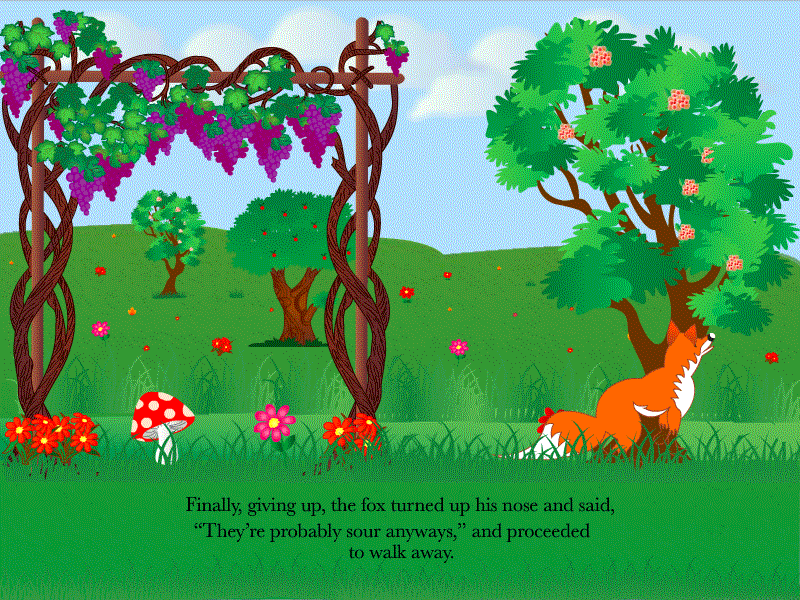 Finally, giving up, the fox turned up his nose and said,
“They’re probably sour anyways,” and proceeded
to walk away.